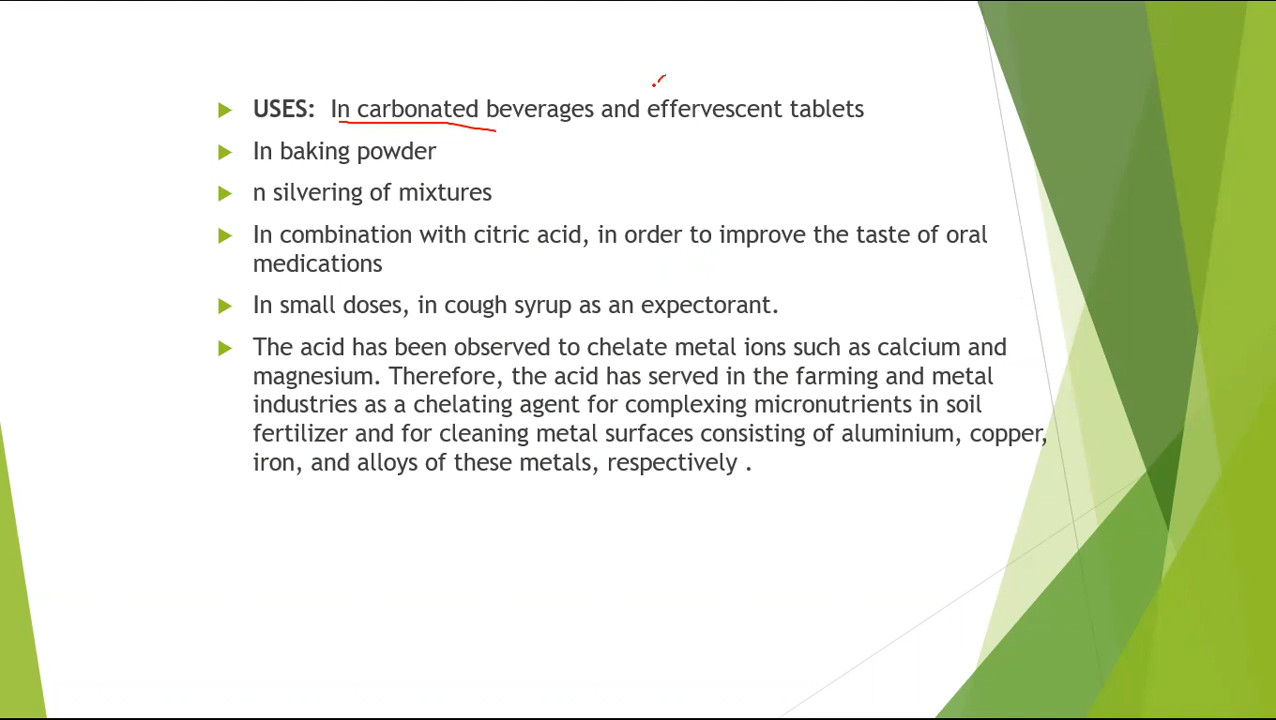 USES: In carbonated beverages and effervescent tablets
In baking powder
n silvering of mixtures
In combination with citric acid, in order to improve the taste of oral
medications
In small doses, in cough syrup as an expectorant.
The acid has been observed to chelate metal ions such as calcium and
magnesium. Therefore, the acid has served in the farming and metal
industries as a chelating agent for complexing micronutrients in soil
fertilizer and for cleaning metal surfaces consisting of aluminium, copper,
iron, and alloys of these metals, respectively .